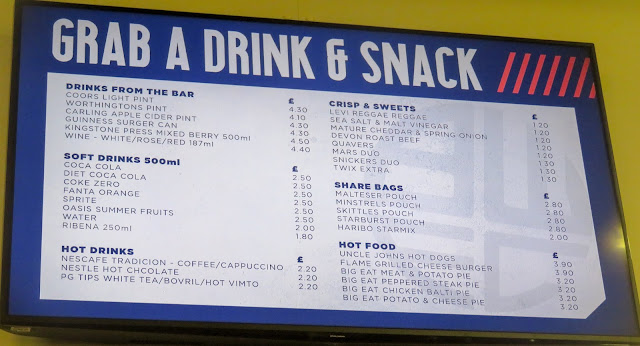 GRAB A DRINK & SNACK
DRINKS FROM THE BAR £
COORS LIGHT PINT 4.30
WORTHINGTONS PINT 4.10
CARLING APPLE CIDER PINT 4.30
GUINNESS SURGER CAN 4.30
KINGSTONE PRESS MIXED BERRY 500ml 4.50
WINE - WHITE/ROSE/RED 187ml 4.40
SOFT DRINKS 500ml £
COCA COLA 2.50
DIET COCA COLA 2.50
COKE ZERO 2.50
FANTA ORANGE 2.50
SPRITE 2.50
OASIS SUMMER FRUITS 2.50
WATER 2.00
RIBENA 250ml 1.80
HOT DRINKS £
NESCAFE TRADICION - COFFEE/CAPPUCCINO 2.20
NESTLE HOT CHCOLATE 2.20
PG TIPS WHITE TEA/BOVRIL/HOT VIMTO 2.20
CRISP & SWEETS £
LEVI REGGAE REGGAE 1.20
SEA SALT & MALT VINEGAR 1.20
MATURE CHEDDAR & SPRING ONION 1.20
DEVON ROAST BEEF 1.20
QUAVERS 1.20
MARS DUO 1.30
SNICKERS DUO 1.30
TWIX EXTRA 1.30
SHARE BAGS £
MALTESER POUCH 2.80
MINSTRELS POUCH 2.80
SKITTLES POUCH 2.80
STARBURST POUCH 2.80
HARIBO STARMIX 2.00
HOT FOOD £
UNCLE JOHNS HOT DOGS 3.90
FLAME GRILLED CHEESE BURGER 3.90
BIG EAT MEAT & POTATO PIE 3.20
BIG EAT PEPPERED STEAK PIE 3.20
BIG EAT CHICKEN BALTI PIE 3.20
BIG EAT POTATO & CHEESE PIE 3.20